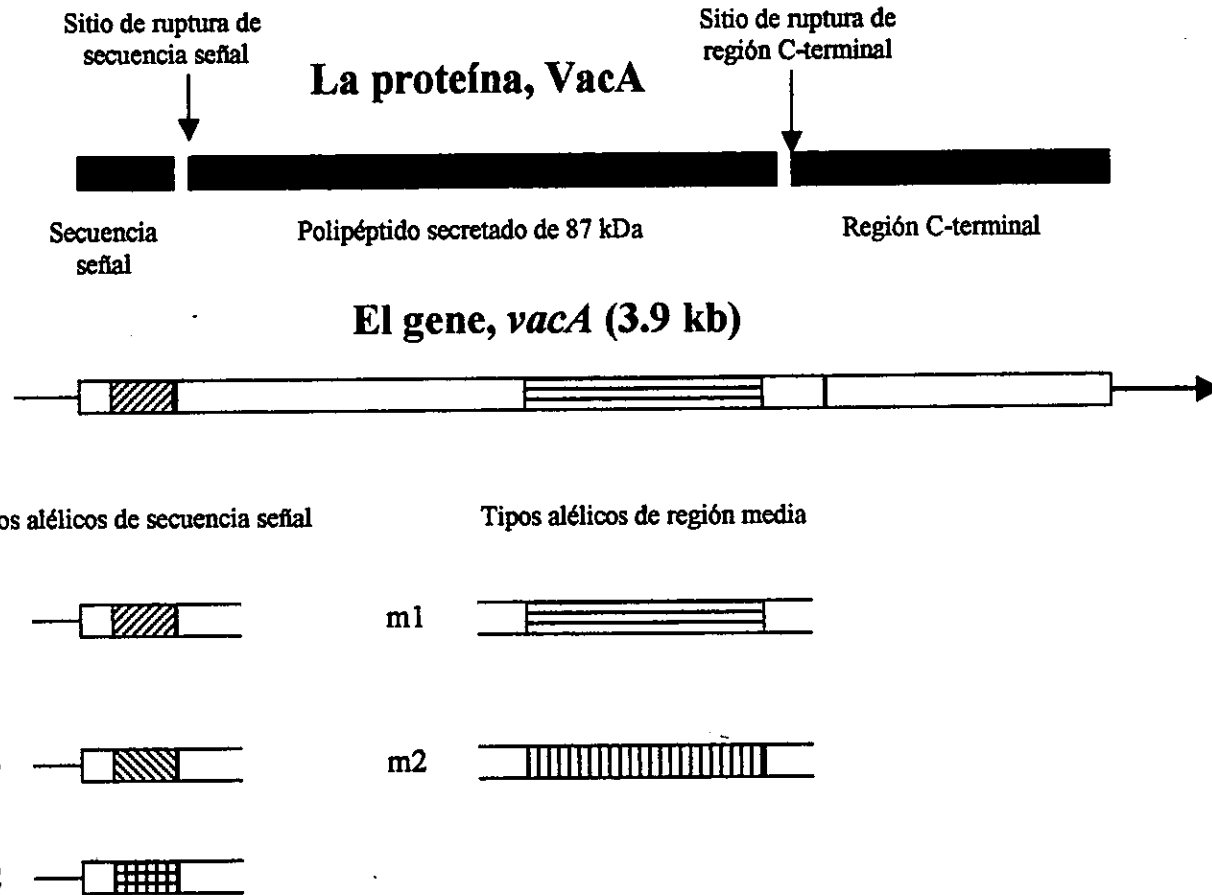 Sitio de ruptura de
secuencia señal
Sitio de ruptura de
región C-terminal
La proteína, VacA
Secuencia
señal
Polipéptido secretado de 87 kDa
Región C-terminal
El gene, vacA (3.9 kb)
alélicos de secuencia señal
Tipos alélicos de región media
m1
m2